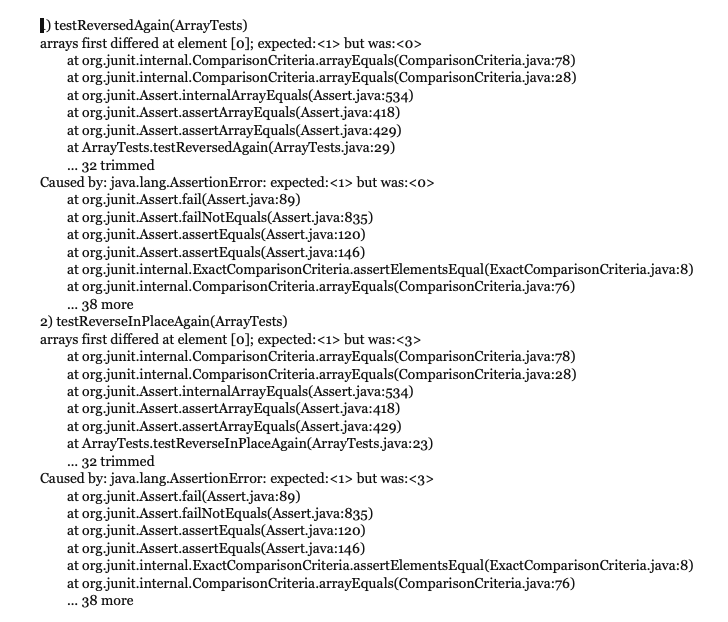 1) testReversedAgain(ArrayTests)
arrays first differed at element [0]; expected:<1> but was:<0>
at org.junit.internal.ComparisonCriteria.arrayEquals(ComparisonCriteria.java:78)
at org.junit.internal.ComparisonCriteria.arrayEquals(ComparisonCriteria.java:28)
at org.junit.Assert.internalArrayEquals(Assert.java:534)
at org.junit.Assert.assertArrayEquals(Assert.java:418)
at org.junit.Assert.assertArrayEquals(Assert.java:429)
at ArrayTests.testReversedAgain(ArrayTests.java:29)
... 32 trimmed
Caused by: java.lang.AssertionError: expected:<1> but was:<0>
at org.junit.Assert.fail(Assert.java:89)
at org.junit.Assert.failNotEquals(Assert.java:835)
at org.junit.Assert.assertEquals(Assert.java:120)
at org.junit.Assert.assertEquals(Assert.java:146)
at org.junit.internal.ExactComparisonCriteria.assertElementsEqual(ExactComparisonCriteria.java:8)
at org.junit.internal.ComparisonCriteria.arrayEquals(ComparisonCriteria.java:76)
... 38 more
2) testReverseInPlaceAgain(ArrayTests)
arrays first differed at element [0]; expected:<1> but was:<3>
at org.junit.internal.ComparisonCriteria.arrayEquals(ComparisonCriteria.java:78)
at org.junit.internal.ComparisonCriteria.arrayEquals(ComparisonCriteria.java:28)
at org.junit.Assert.internalArrayEquals(Assert.java:534)
at org.junit.Assert.assertArrayEquals(Assert.java:418)
at org.junit.Assert.assertArrayEquals(Assert.java:429)
at ArrayTests.testReverseInPlaceAgain(ArrayTests.java:23)
... 32 trimmed
Caused by: java.lang.AssertionError: expected:<1> but was:<3>
at org.junit.Assert.fail(Assert.java:89)
at org.junit.Assert.failNotEquals(Assert.java:835)
at org.junit.Assert.assertEquals(Assert.java:120)
at org.junit.Assert.assertEquals(Assert.java:146)
at org.junit.internal.ExactComparisonCriteria.assertElementsEqual(ExactComparisonCriteria.java:8)
at org.junit.internal.ComparisonCriteria.arrayEquals(ComparisonCriteria.java:76)
... 38 more